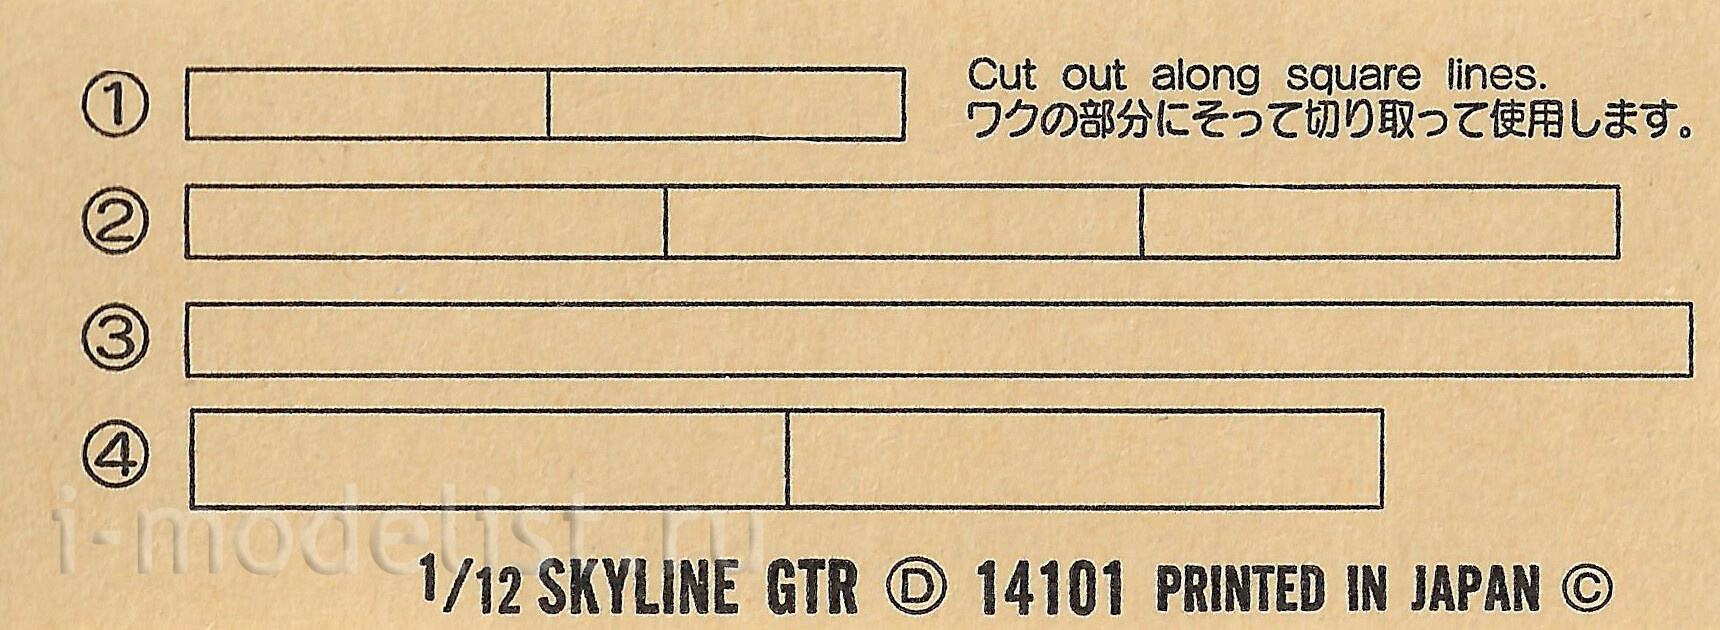 ① Cut out along square lines.
ワクの部分にそって切り取って使用します。
②
③
④
i-modelist.ru
1/12 SKYLINE GTR Ⓓ 14101 PRINTED IN JAPAN ©